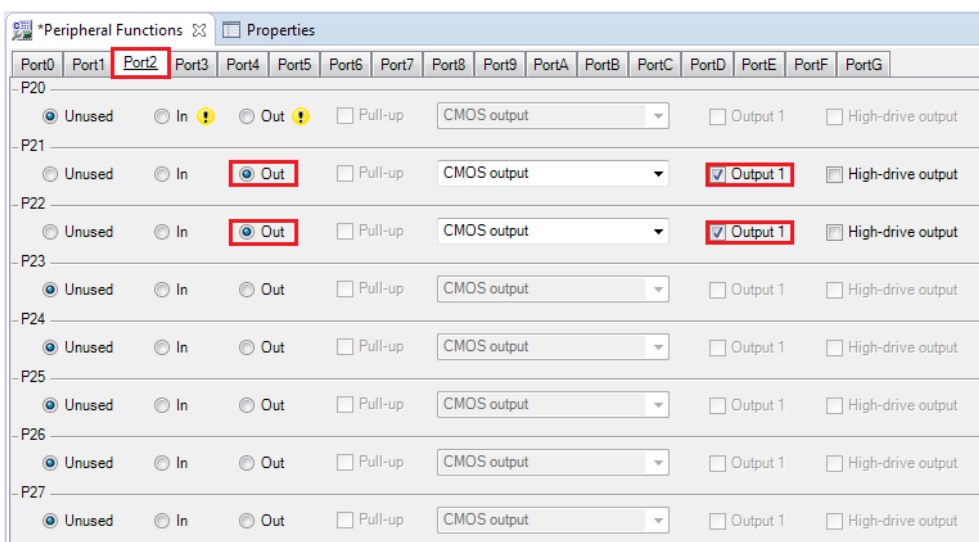 *Peripheral Functions Properties
Port0 Port1 Port2 Port3 Port4 Port5 Port6 Port7 Port8 Port9 PortA PortB PortC PortD PortE PortF PortG
P20
Unused In Out Pull-up CMOS output Output 1 High-drive output
P21
Unused In Out Pull-up CMOS output Output 1 High-drive output
P22
Unused In Out Pull-up CMOS output Output 1 High-drive output
P23
Unused In Out Pull-up CMOS output Output 1 High-drive output
P24
Unused In Out Pull-up CMOS output Output 1 High-drive output
P25
Unused In Out Pull-up CMOS output Output 1 High-drive output
P26
Unused In Out Pull-up CMOS output Output 1 High-drive output
P27
Unused In Out Pull-up CMOS output Output 1 High-drive output